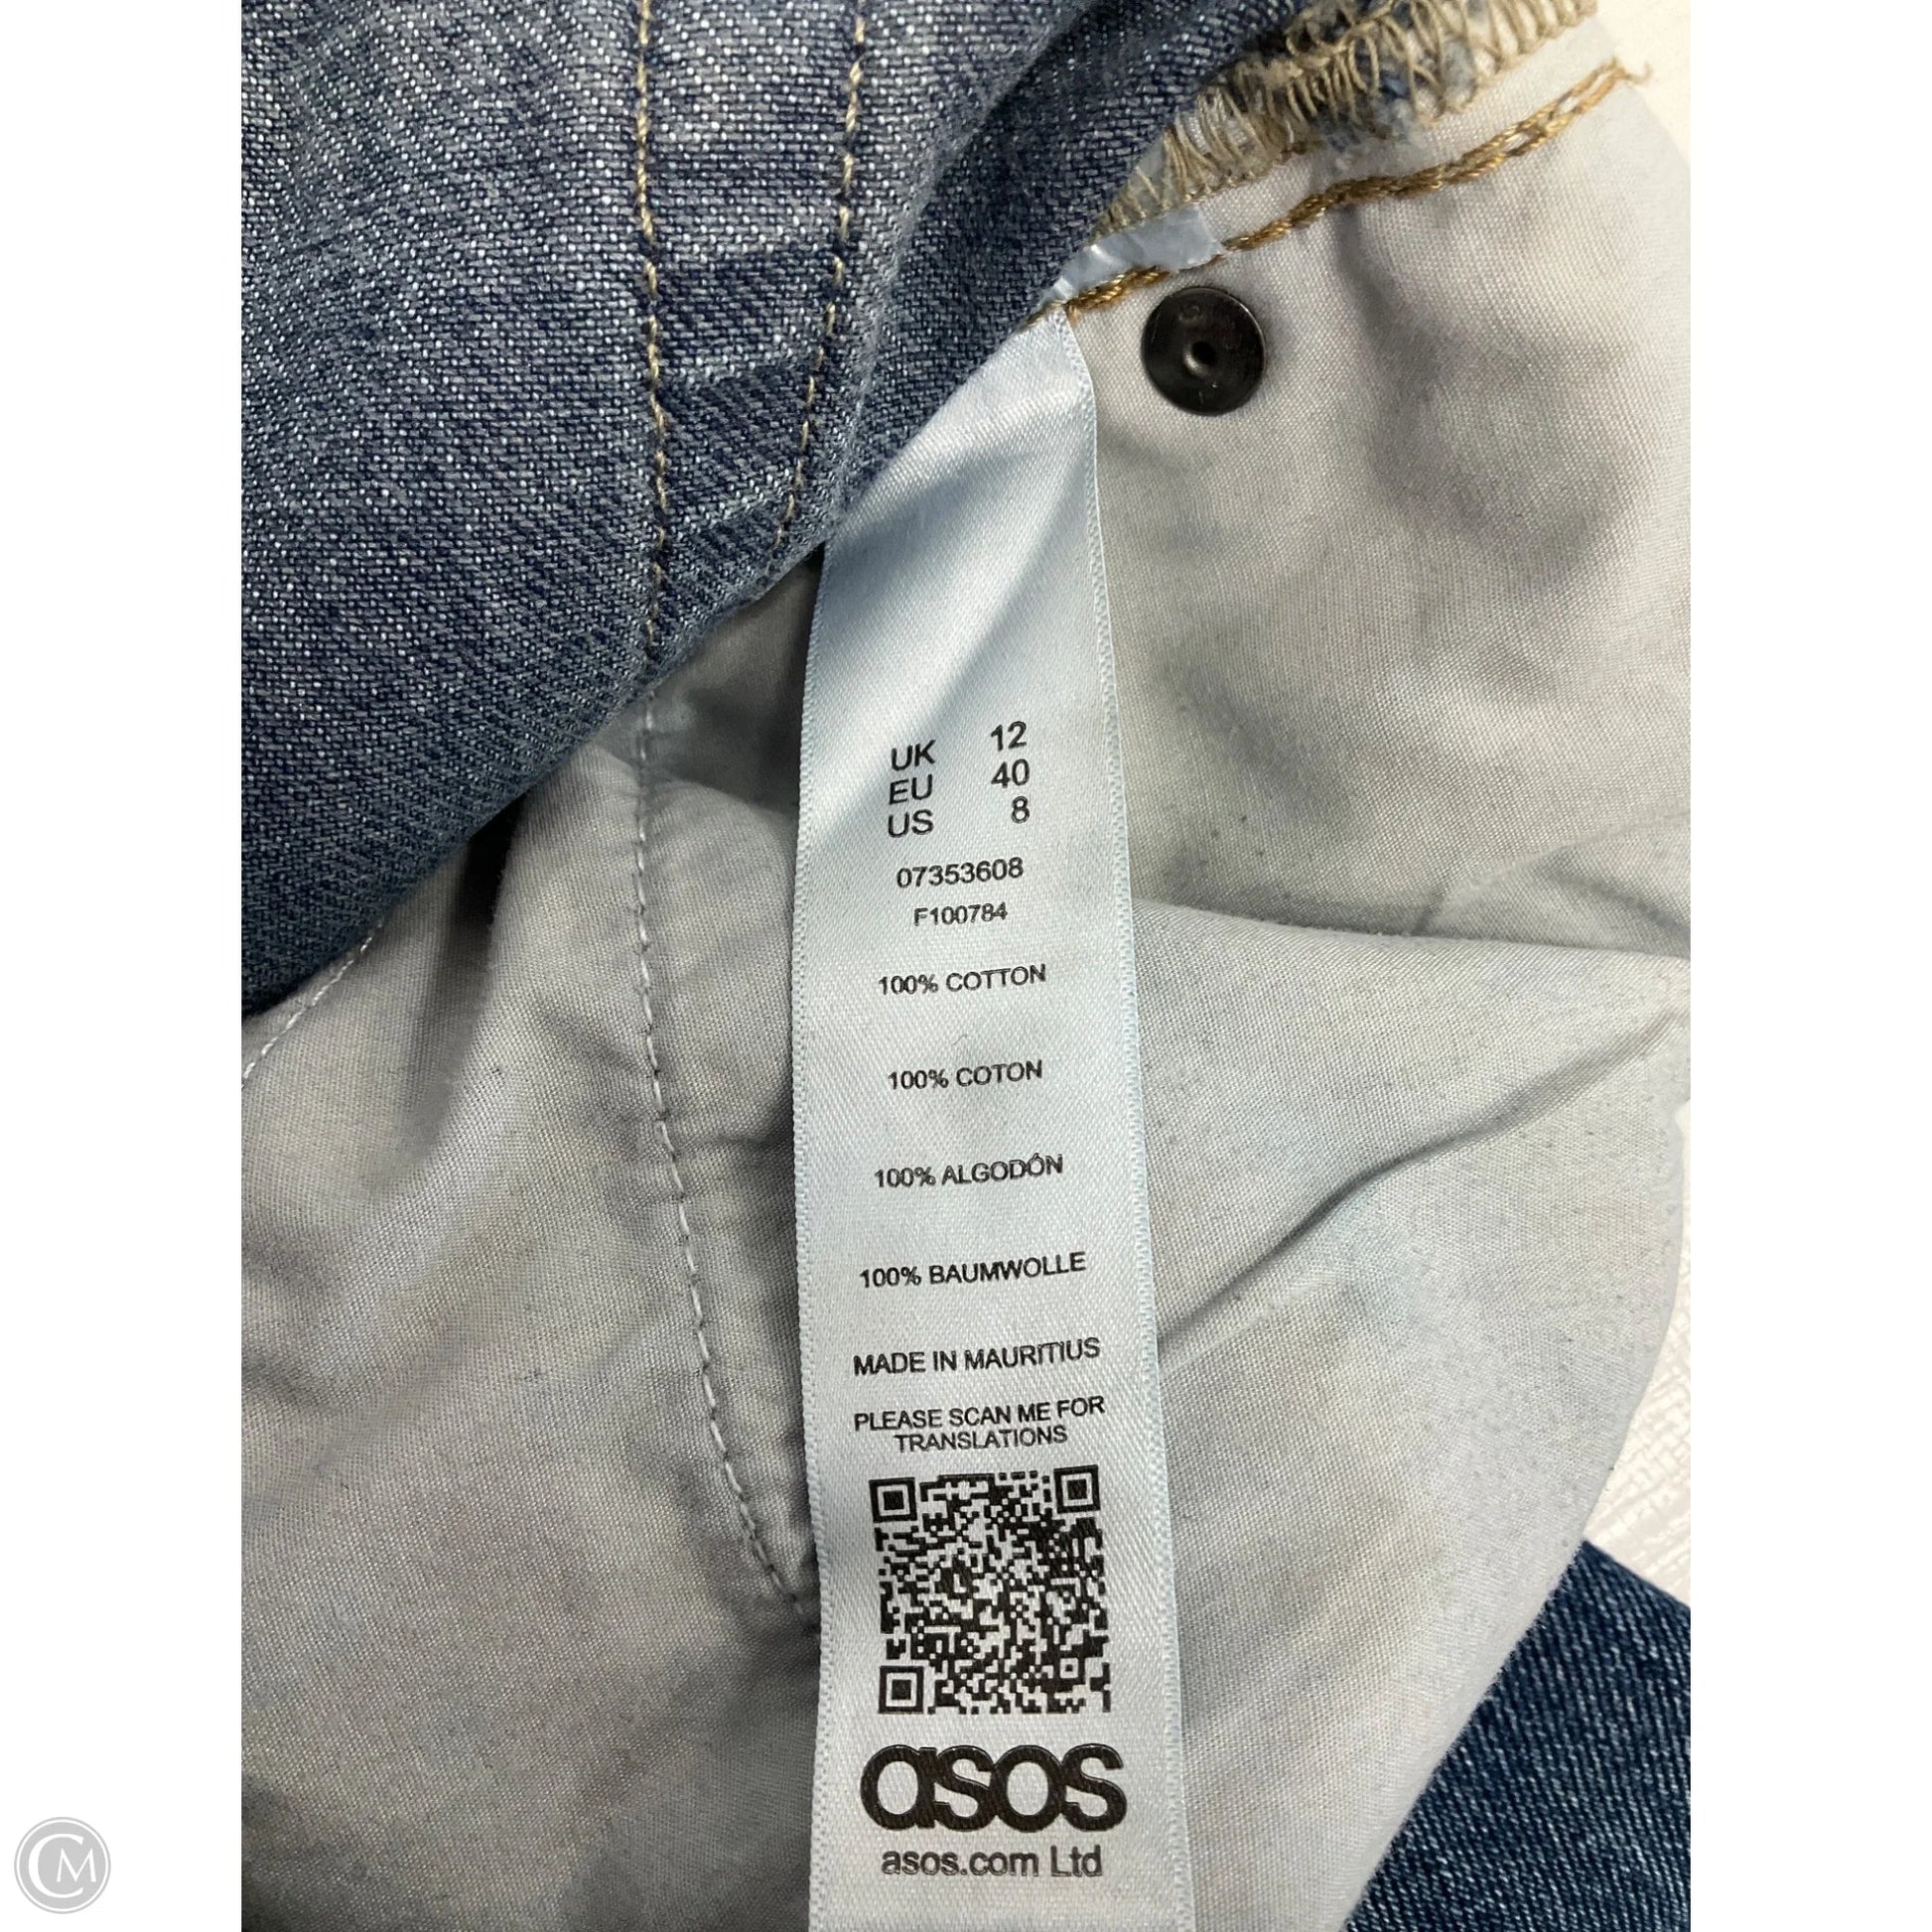 UK 12
EU 40
US 8
07353608
F100784
100% COTTON
100% COTON
100% ALGODÓN
100% BAUMWOLLE
MADE IN MAURITIUS
PLEASE SCAN ME FOR
TRANSLATIONS
asos
asos.com Ltd
CM